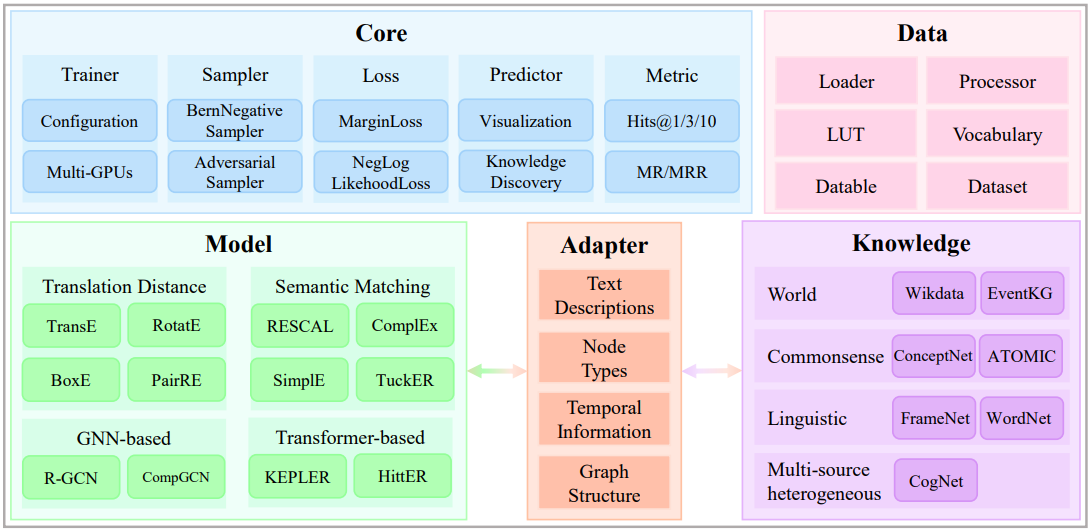 Core
Trainer
Sampler
Loss
Predictor
Metric
Configuration
BernNegative
Sampler
MarginLoss
Visualization
Hits@1/3/10
Multi-GPUs
Adversarial
Sampler
NegLog
LikehoodLoss
Knowledge
Discovery
MR/MRR
Data
Loader
Processor
LUT
Vocabulary
Datable
Dataset
Model
Translation Distance
TransE
RotatE
BoxE
PairRE
Semantic Matching
RESCAL
ComplEx
SimplE
TuckER
GNN-based
R-GCN
CompGCN
Transformer-based
KEPLER
HittER
Adapter
Text
Descriptions
Node
Types
Temporal
Information
Graph
Structure
Knowledge
World
Wikdata
EventKG
Commonsense
ConceptNet
ATOMIC
Linguistic
FrameNet
WordNet
Multi-source
heterogeneous
CogNet